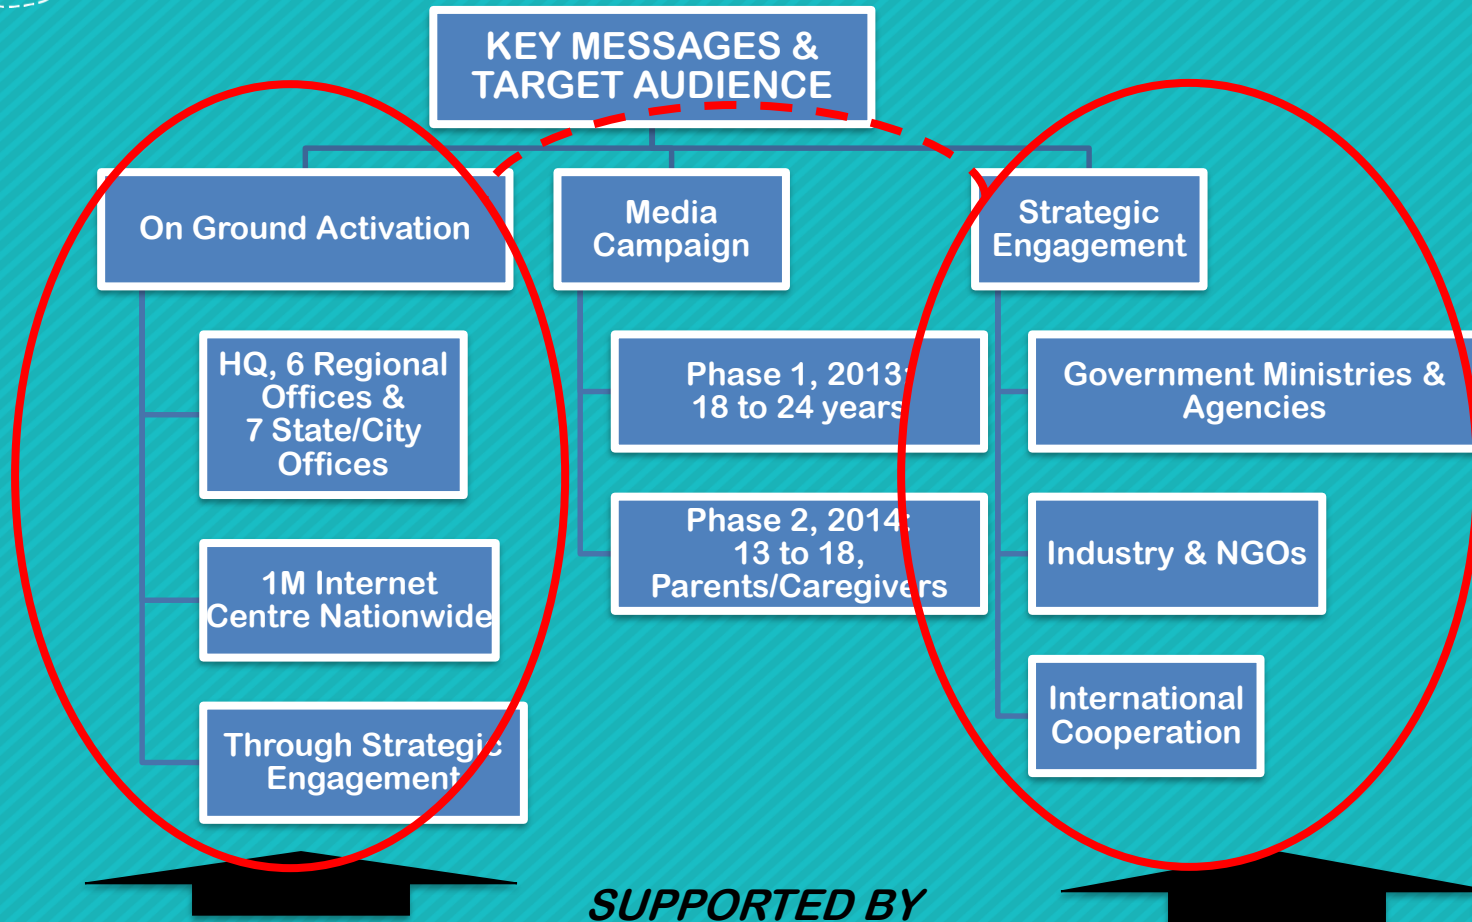 KEY MESSAGES &
TARGET AUDIENCE
On Ground Activation
HQ, 6 Regional
Offices &
7 State/City
Offices
1M Internet
Centre Nationwide
Through Strategic
Engagement
Media
Campaign
Phase 1, 2013:
18 to 24 years
Phase 2, 2014:
13 to 18,
Parents/Caregivers
Strategic
Engagement
Government Ministries &
Agencies
Industry & NGOs
International
Cooperation
SUPPORTED BY